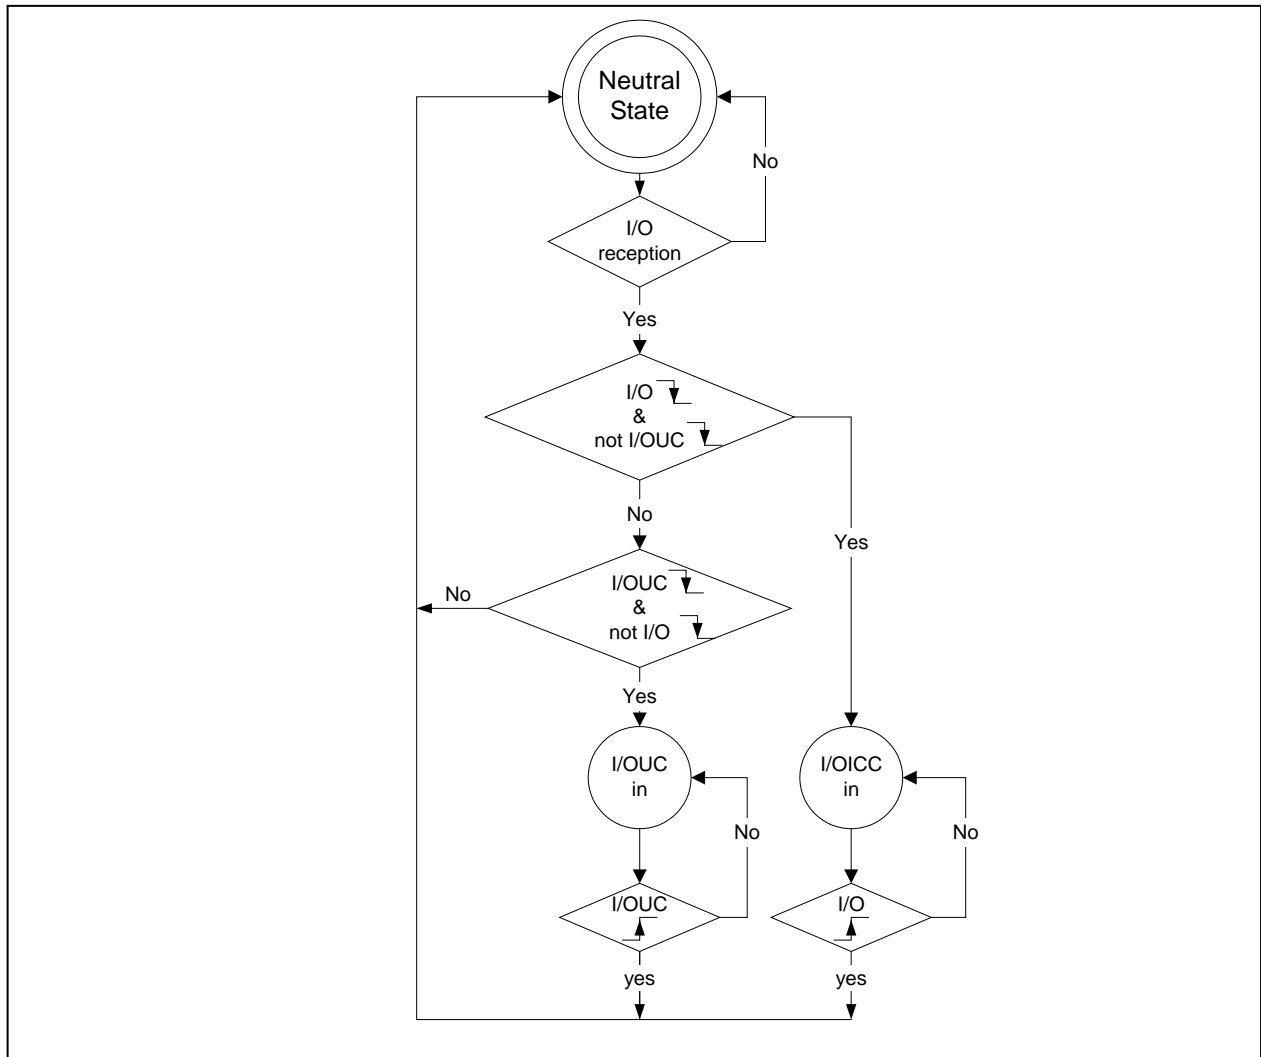 Neutral
State
No
I/O
reception
Yes
I/O
&
not I/OUC
No
Yes
I/OUC
&
not I/O
No
Yes
I/OUC
in
I/OICC
in
No
No
I/OUC
I/O
yes
yes